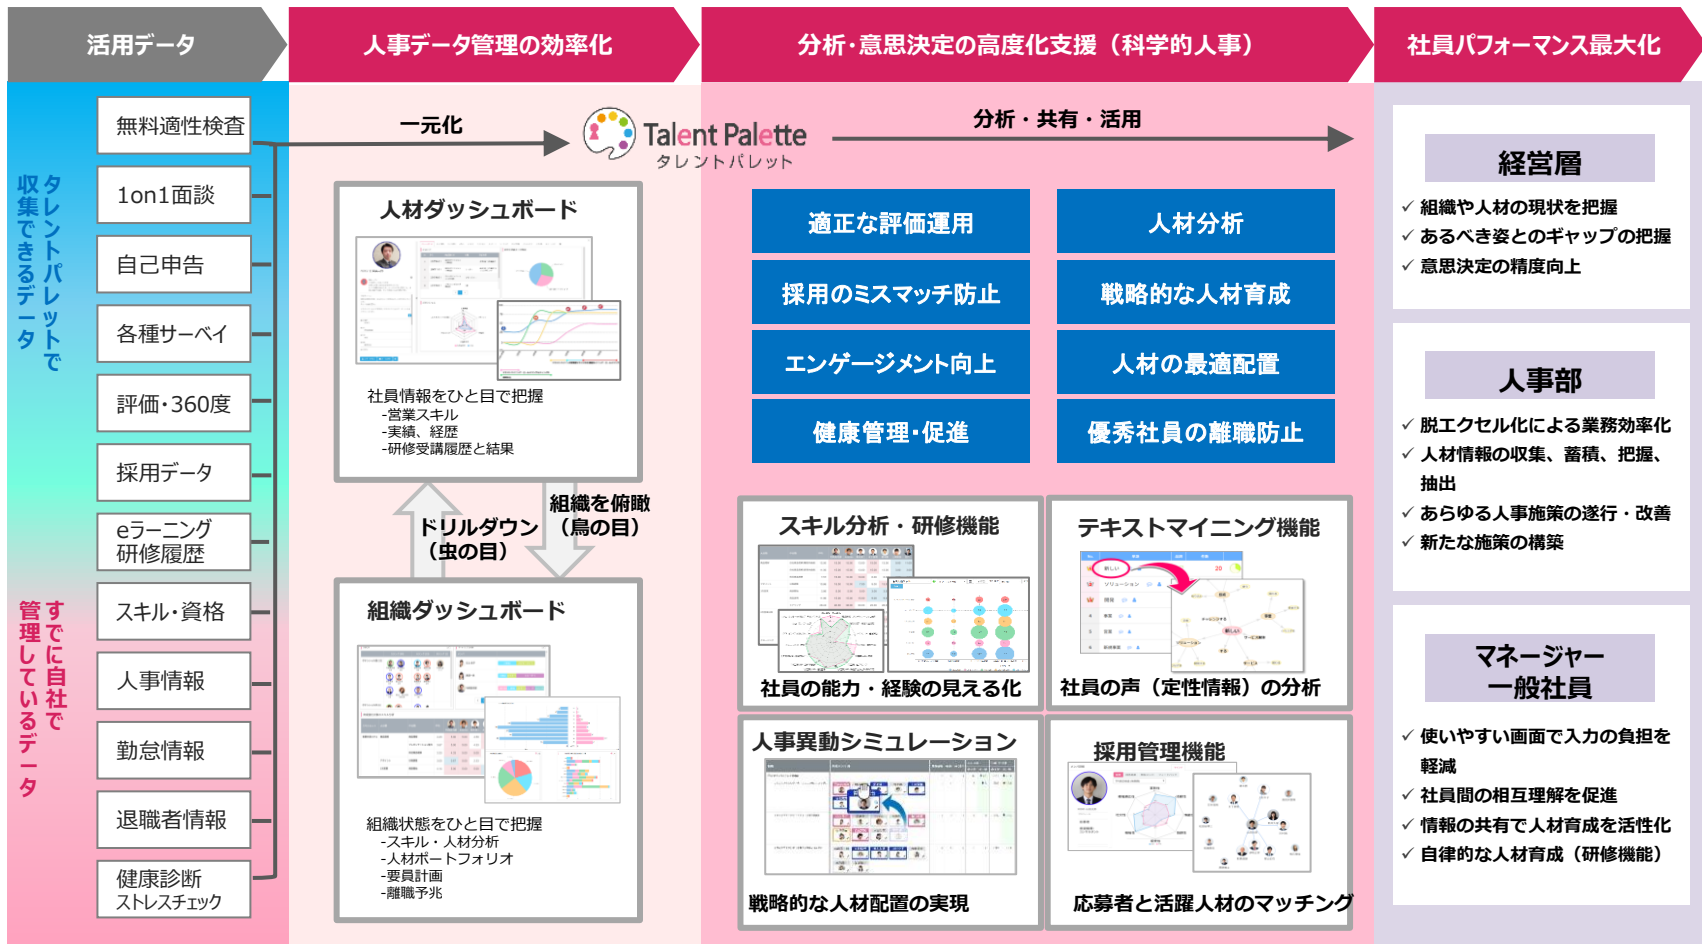 活用データ
人事データ管理の効率化
分析・意思決定の高度化支援（科学的人事）
社員パフォーマンス最大化
タレントパレットで
収集できるデータ
すでに自社で
管理しているデータ
無料適性検査
1on1面談
自己申告
各種サーベイ
評価・360度
採用データ
eラーニング
研修履歴
スキル・資格
人事情報
勤怠情報
退職者情報
健康診断
ストレスチェック
一元化
Talent Palette
タレントパレット
分析・共有・活用
人材ダッシュボード
社員情報をひと目で把握
-営業スキル
-実績、経歴
-研修受講履歴と結果
ドリルダウン
（虫の目）
組織を俯瞰
（鳥の目）
組織ダッシュボード
組織状態をひと目で把握
-スキル・人材分析
-人材ポートフォリオ
-要員計画
-離職予兆
適正な評価運用
人材分析
採用のミスマッチ防止
戦略的な人材育成
エンゲージメント向上
人材の最適配置
健康管理・促進
優秀社員の離職防止
スキル分析・研修機能
社員の能力・経験の見える化
テキストマイニング機能
新しい
20
ソリューション
社員の声（定性情報）の分析
人事異動シミュレーション
戦略的な人材配置の実現
採用管理機能
応募者と活躍人材のマッチング
経営層
✓ 組織や人材の現状を把握
✓ あるべき姿とのギャップの把握
✓ 意思決定の精度向上
人事部
✓ 脱エクセル化による業務効率化
✓ 人材情報の収集、蓄積、把握、
抽出
✓ あらゆる人事施策の遂行・改善
✓ 新たな施策の構築
マネージャー
一般社員
✓ 使いやすい画面で入力の負担を
軽減
✓ 社員間の相互理解を促進
✓ 情報の共有で人材育成を活性化
✓ 自律的な人材育成（研修機能）